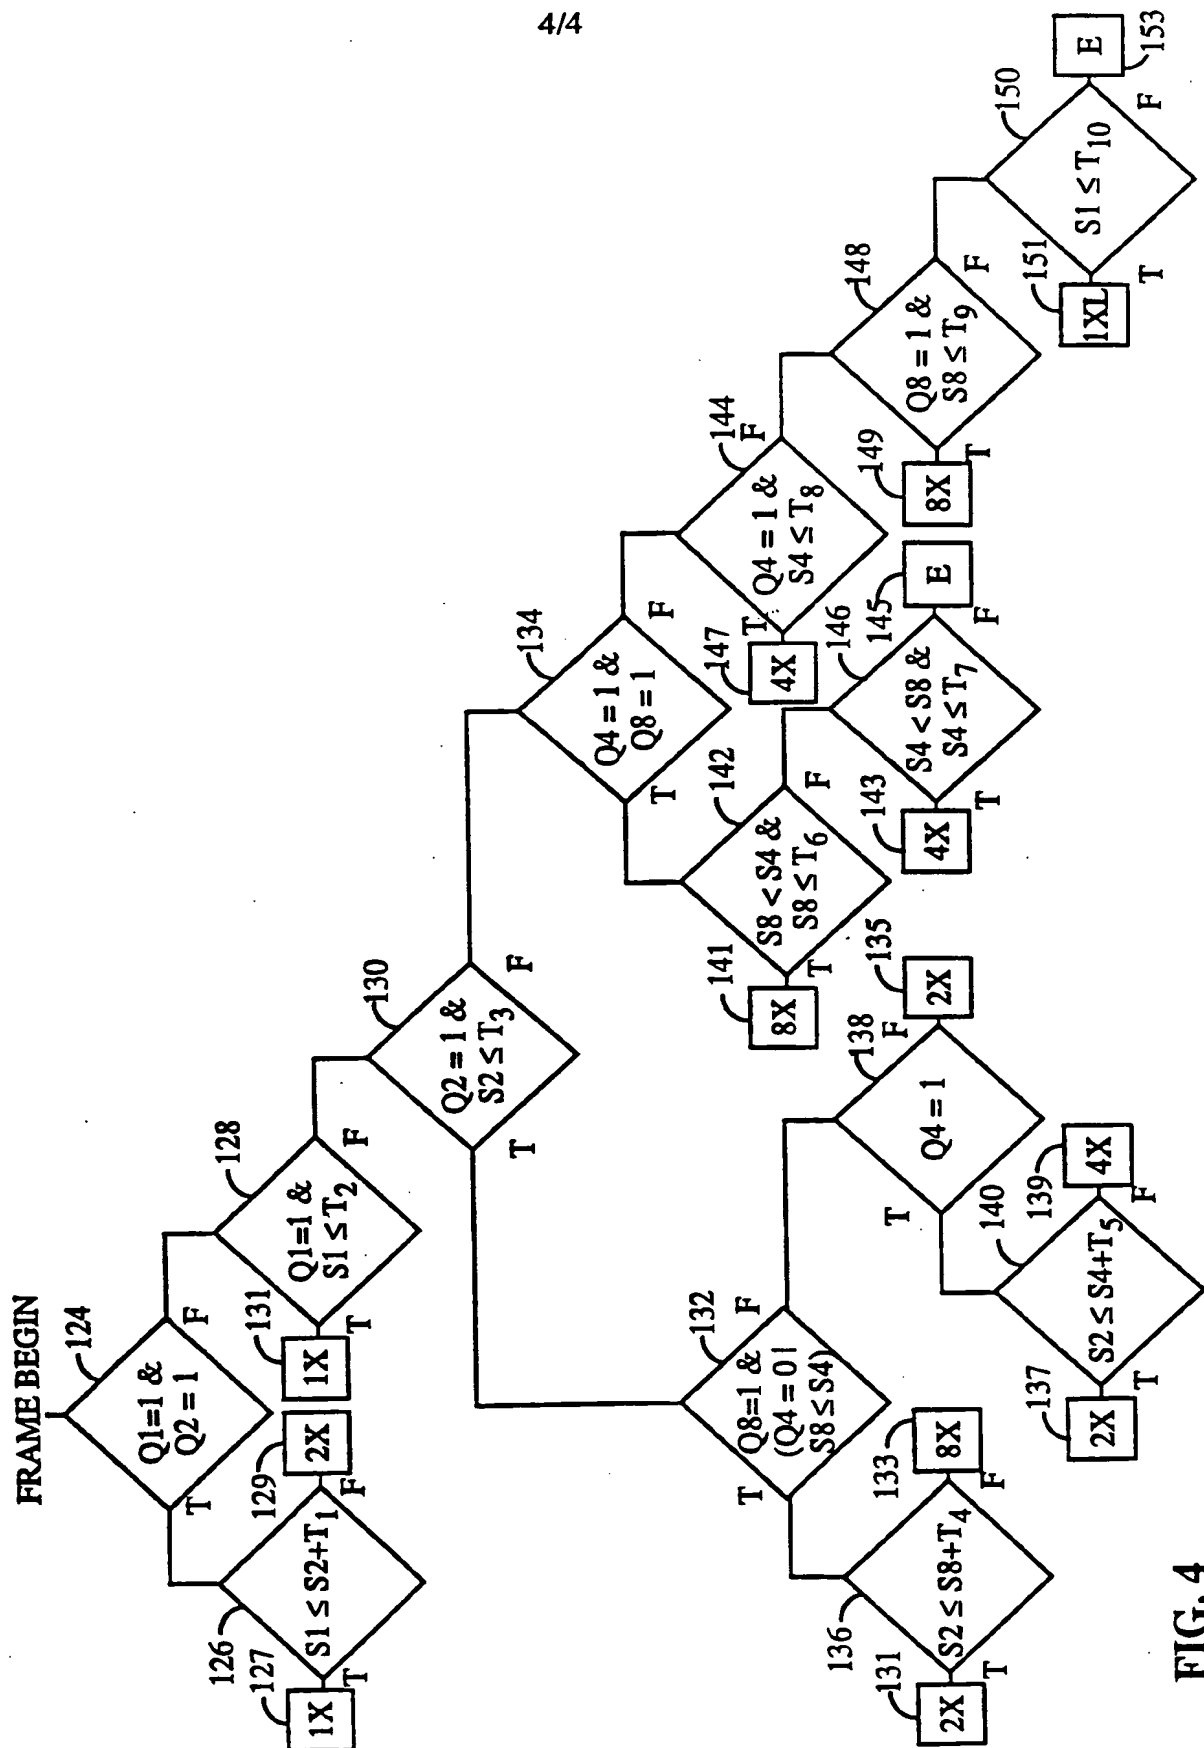 4/4
FRAME BEGIN
124
Q1=1 &
Q2 = 1
T
F
126
S1 ≤ S2+T1
T
F
127
1X
129
2X
128
Q1=1 &
S1 ≤ T2
T
F
131
1X
130
Q2 = 1 &
S2 ≤ T3
T
F
132
Q8=1 &
(Q4 = 0 |
S8 ≤ S4)
T
F
136
S2 ≤ S8+T4
T
F
131
2X
133
8X
138
Q4 = 1
T
F
135
2X
140
S2 ≤ S4+T5
T
F
137
2X
139
4X
134
Q4 = 1 &
Q8 = 1
T
F
142
S8 < S4 &
S8 ≤ T6
T
F
141
8X
146
S4 < S8 &
S4 ≤ T7
T
F
143
4X
145
E
144
Q4 = 1 &
S4 ≤ T8
T
F
147
4X
148
Q8 = 1 &
S8 ≤ T9
T
F
149
8X
150
S1 ≤ T10
T
F
151
1XL
153
E
FIG. 4